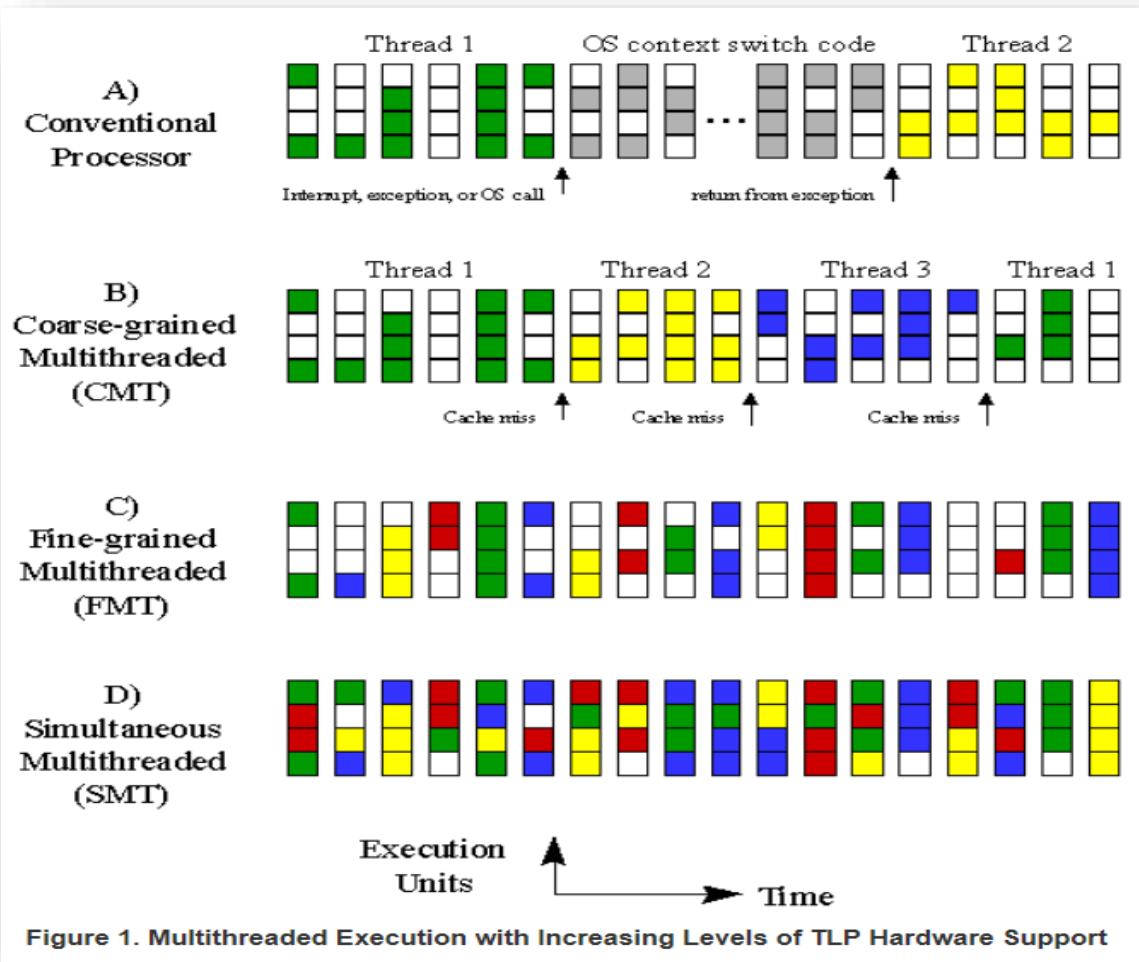 Thread 1 OS context switch code Thread 2
A)
Conventional
Processor
Interrupt, exception, or OS call return from exception
Thread 1 Thread 2 Thread 3 Thread 1
B)
Coarse-grained
Multithreaded
(CMT)
Cache miss Cache miss Cache miss
C)
Fine-grained
Multithreaded
(FMT)
D)
Simultaneous
Multithreaded
(SMT)
Execution
Units
Time
Figure 1. Multithreaded Execution with Increasing Levels of TLP Hardware Support